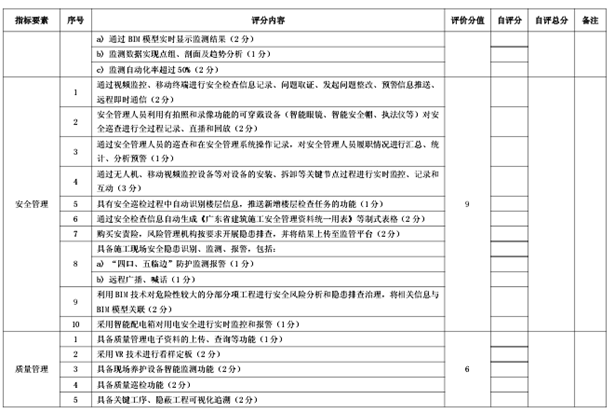 指标要素 序号 评分内容 评价分值 自评分 自评总分 备注
a) 通过 BIM 模型实时显示监测结果（2 分）
b) 监测数据实现点组、剖面及趋势分析（1 分）
c) 监测自动化率超过 50%（2 分）
安全管理 9
1 通过视频监控、移动终端进行安全检查信息记录、问题取证、发起问题整改、预警信息推送、
远程即时通信（2 分）
2 安全管理人员利用有拍照和录像功能的可穿戴设备（智能眼镜、智能安全帽、执法仪等）对安
全巡查进行全过程记录、直播和回放（2 分）
3 通过安全管理人员的巡查和在安全管理系统操作记录，对安全管理人员履职情况进行汇总、统
计、分析预警（1 分）
4 通过无人机、移动视频监控设备等对设备的安装、拆卸等关键节点过程进行实时监控、记录和
互动（3 分）
5 具有安全巡检过程中自动识别楼层信息，推送新增楼层检查任务的功能（1 分）
6 通过安全检查信息自动生成《广东省建筑施工安全管理资料统一用表》等制式表格（2 分）
7 购买安责险，风险管理机构按要求开展隐患排查，并将结果上传至监管平台（2 分）
8 具备施工现场安全隐患识别、监测、报警，包括:
a) “四口、五临边”防护监测报警（1 分）
b) 远程广播、喊话（1 分）
9 利用 BIM 技术对危险性较大的分部分项工程进行安全风险分析和隐患排查治理，将相关信息与
BIM 模型关联（2 分）
10 采用智能配电箱对用电安全进行实时监控和报警（1 分）
质量管理 6
1 具备质量管理电子资料的上传、查询等功能（1 分）
2 采用 VR 技术进行看样定板（2 分）
3 具备现场养护设备智能监测功能（2 分）
4 具备质量巡检功能（2 分）
5 具备关键工序、隐蔽工程可视化追溯（2 分）